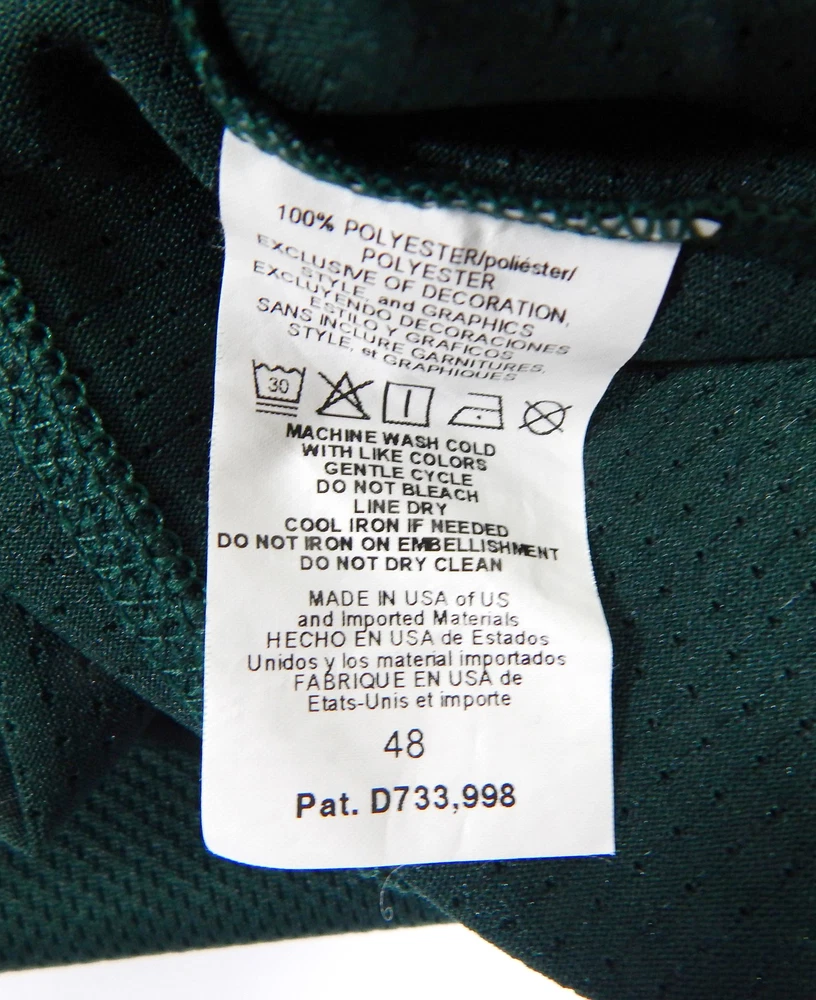 100% POLYESTER/poliéster/
POLYESTER
EXCLUSIVE OF DECORATION,
STYLE, and GRAPHICS
EXCLUYENDO DECORACIONES
ESTILO Y GRAFICOS
SANS INCLURE GARNITURES,
STYLE, et GRAPHIQUES
30
MACHINE WASH COLD
WITH LIKE COLORS
GENTLE CYCLE
DO NOT BLEACH
LINE DRY
COOL IRON IF NEEDED
DO NOT IRON ON EMBELLISHMENT
DO NOT DRY CLEAN
MADE IN USA of US
and Imported Materials
HECHO EN USA de Estados
Unidos y los material importados
FABRIQUE EN USA de
Etats-Unis et importe
48
Pat. D733,998